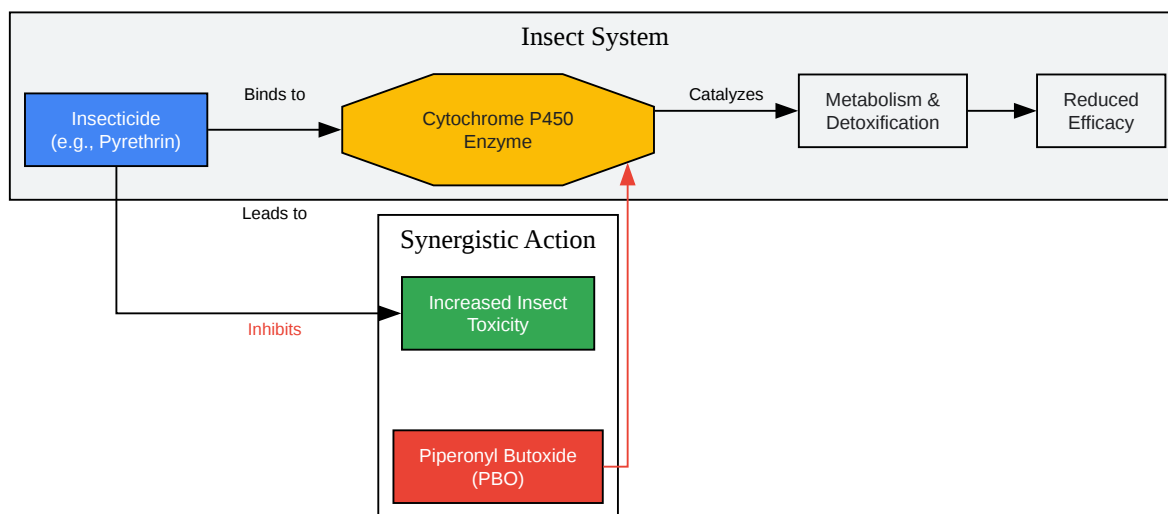 Insect System
Insecticide
(e.g., Pyrethrin)
Binds to
Cytochrome P450
Enzyme
Catalyzes
Metabolism &
Detoxification
Reduced
Efficacy
Leads to
Synergistic Action
Increased Insect
Toxicity
Inhibits
Piperonyl Butoxide
(PBO)